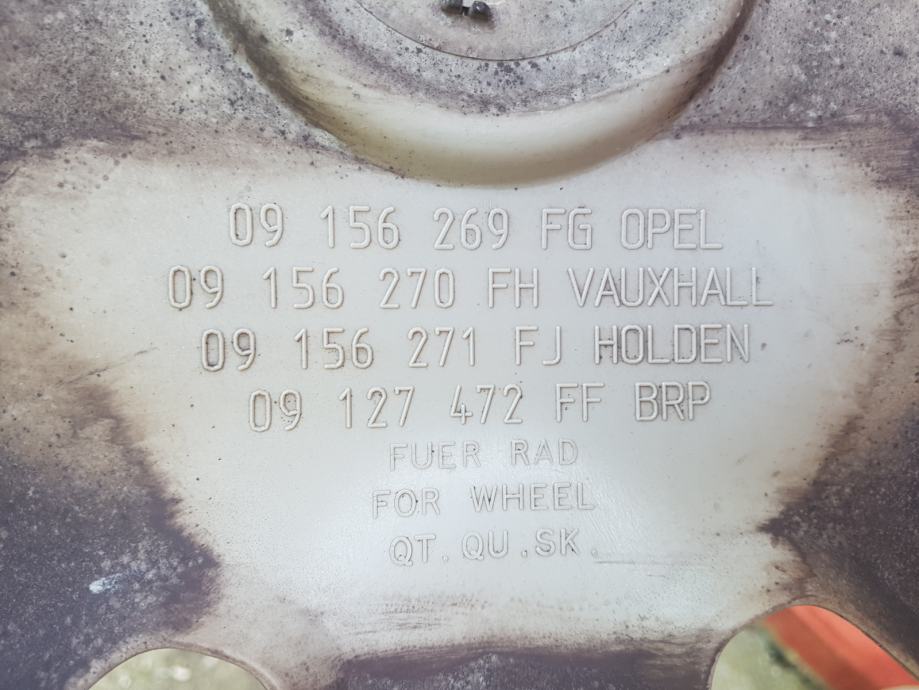 09 156 269 FG OPEL
09 156 270 FH VAUXHALL
09 156 271 FJ HOLDEN
09 127 472 FF BRP
FUER RAD
FOR WHEEL
QT.QU.SK.